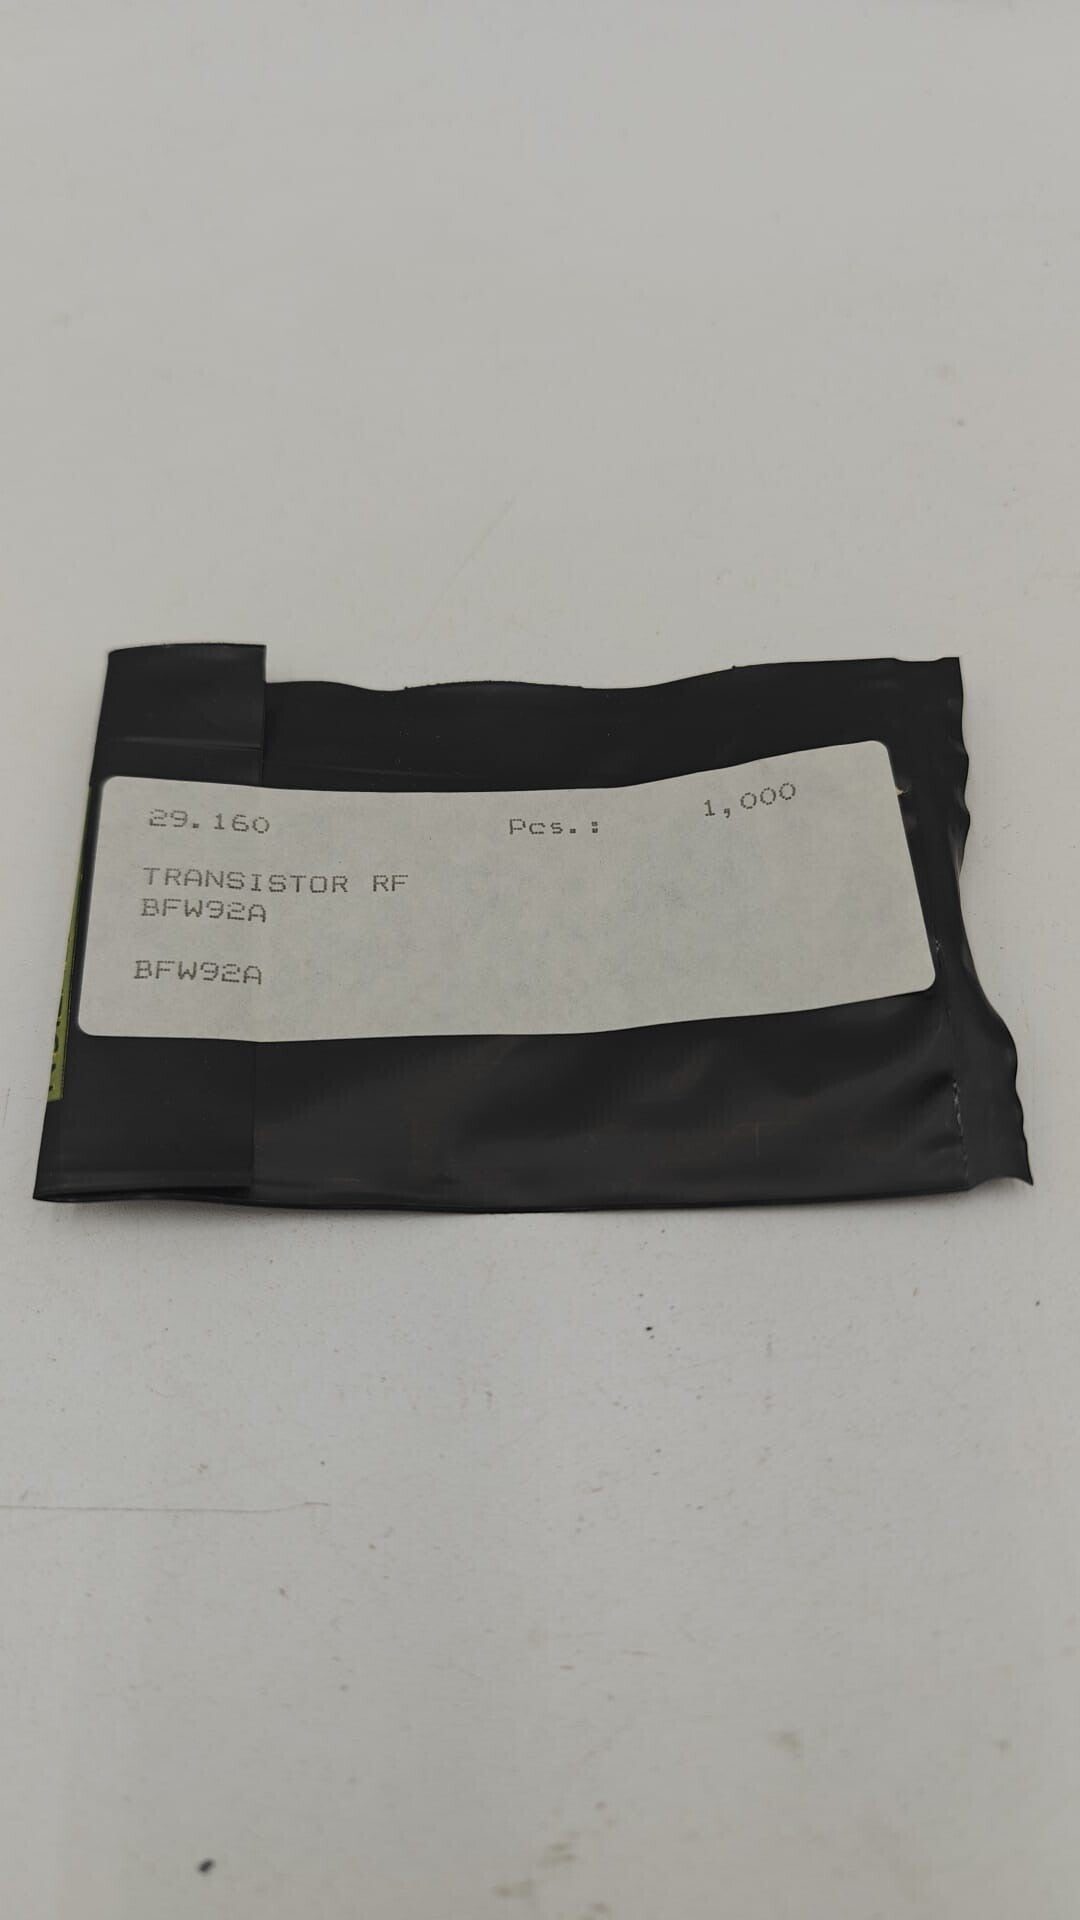 29.160 Pcs.: 1,000
TRANSISTOR RF
BFW92A
BFW92A